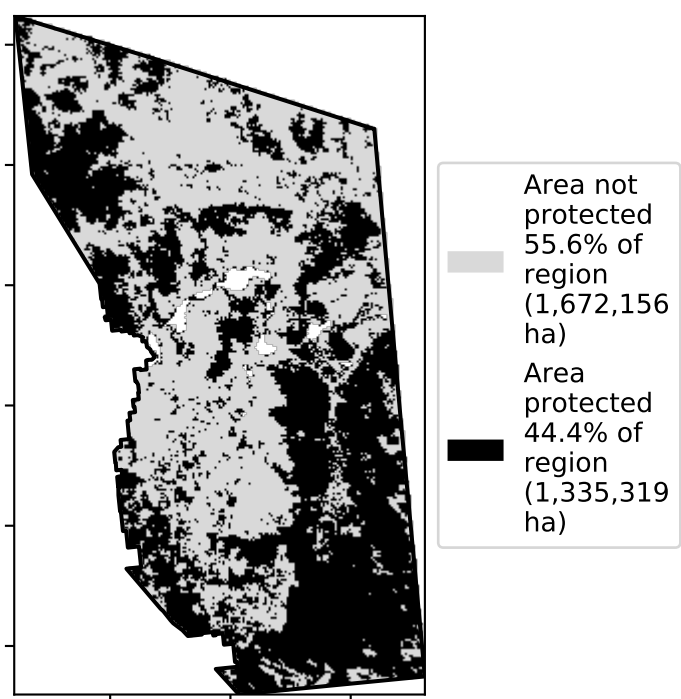 Area not
protected
55.6% of
region
(1,672,156
ha)
Area
protected
44.4% of
region
(1,335,319
ha)